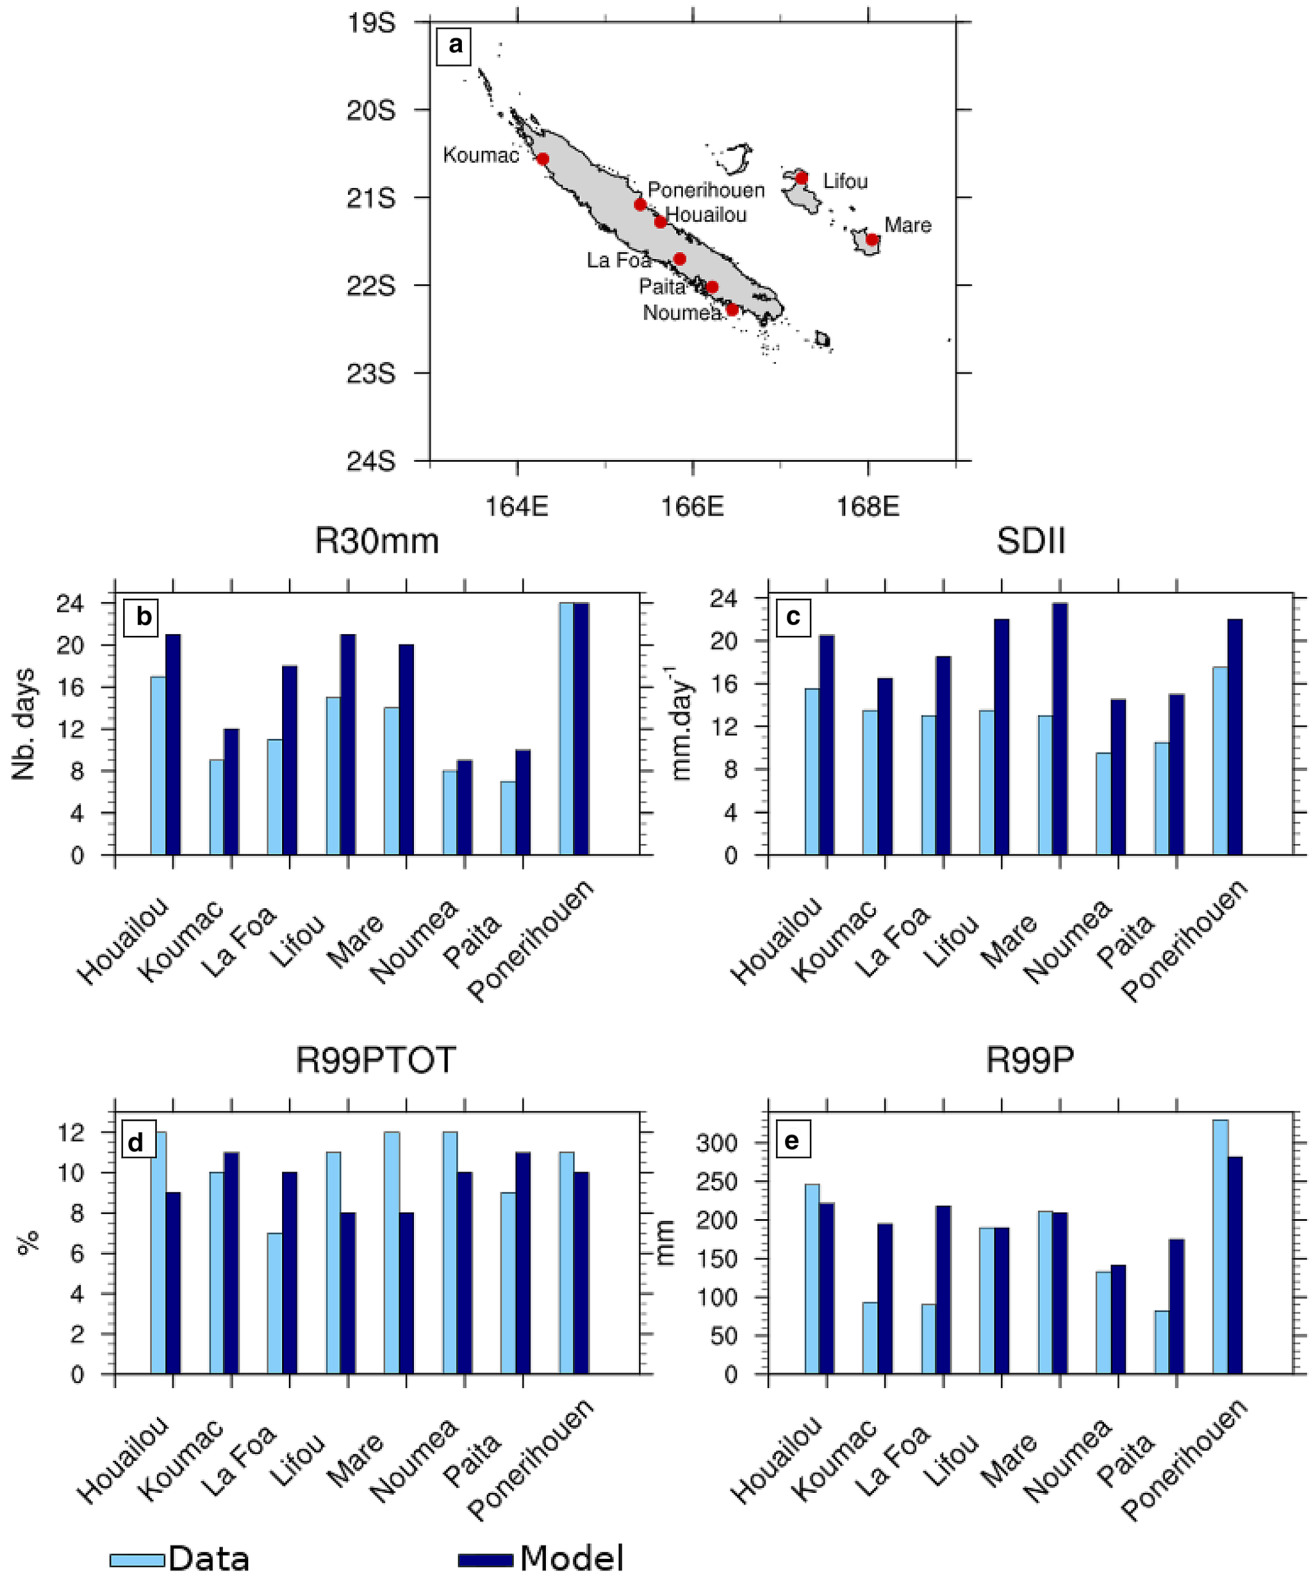 a
19S
20S
21S
22S
23S
24S
Koumac
Ponerihouen
Houailou
La Foa
Paita
Noumea
Lifou
Mare
164E 166E 168E
R30mm
b
Nb. days
24
20
16
12
8
4
0
Houailou Koumac La Foa Lifou Mare Noumea Paita Ponerihouen
SDII
c
mm.day-1
24
20
16
12
8
4
0
Houailou Koumac La Foa Lifou Mare Noumea Paita Ponerihouen
R99PTOT
d
%
12
10
8
6
4
2
0
Houailou Koumac La Foa Lifou Mare Noumea Paita Ponerihouen
R99P
e
mm
300
250
200
150
100
50
0
Houailou Koumac La Foa Lifou Mare Noumea Paita Ponerihouen
Data Model